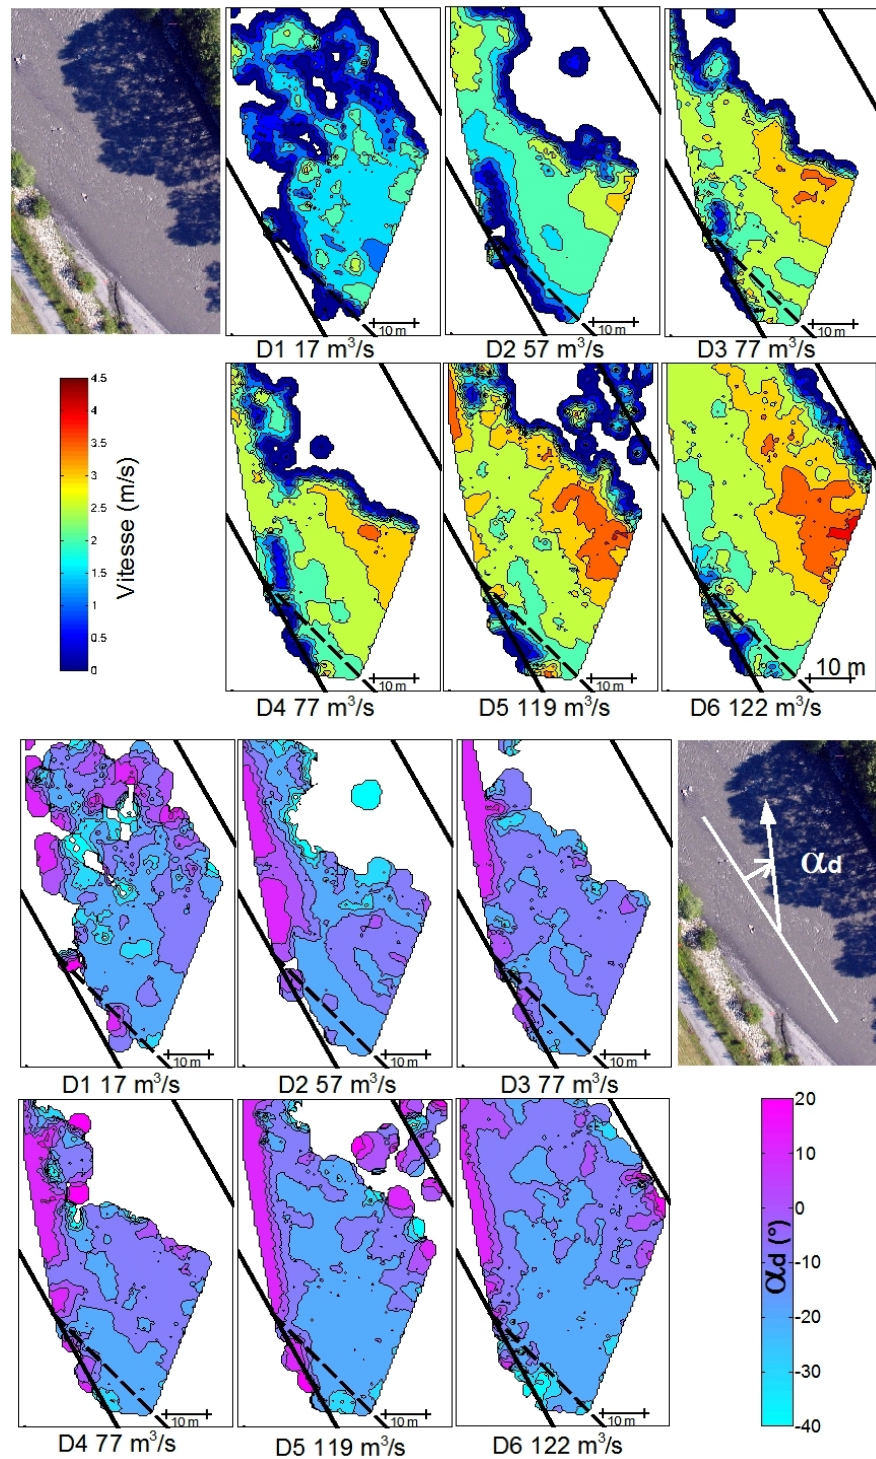 10 m
10 m
10 m
D1 17 m³/s
D2 57 m³/s
D3 77 m³/s
4.5
4
3.5
3
2.5
2
1.5
1
0.5
0
Vitesse (m/s)
10 m
10 m
10 m
D4 77 m³/s
D5 119 m³/s
D6 122 m³/s
αd
10 m
10 m
10 m
D1 17 m³/s
D2 57 m³/s
D3 77 m³/s
20
10
0
-10
-20
-30
-40
αd (°)
10 m
10 m
10 m
D4 77 m³/s
D5 119 m³/s
D6 122 m³/s